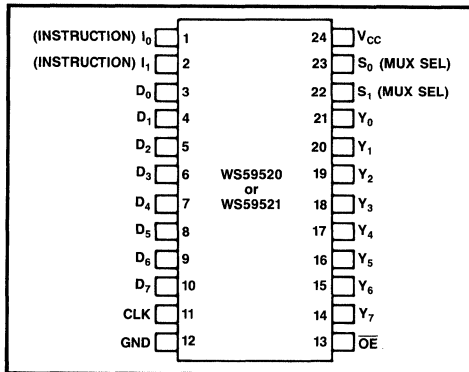 (INSTRUCTION) I₀ 1 24 V_CC
(INSTRUCTION) I₁ 2 23 S₀ (MUX SEL)
D₀ 3 22 S₁ (MUX SEL)
D₁ 4 21 Y₀
D₂ 5 20 Y₁
D₃ 6 19 Y₂
WS59520
or
WS59521
D₄ 7 18 Y₃
D₅ 8 17 Y₄
D₆ 9 16 Y₅
D₇ 10 15 Y₆
CLK 11 14 Y₇
GND 12 13 O̅E̅